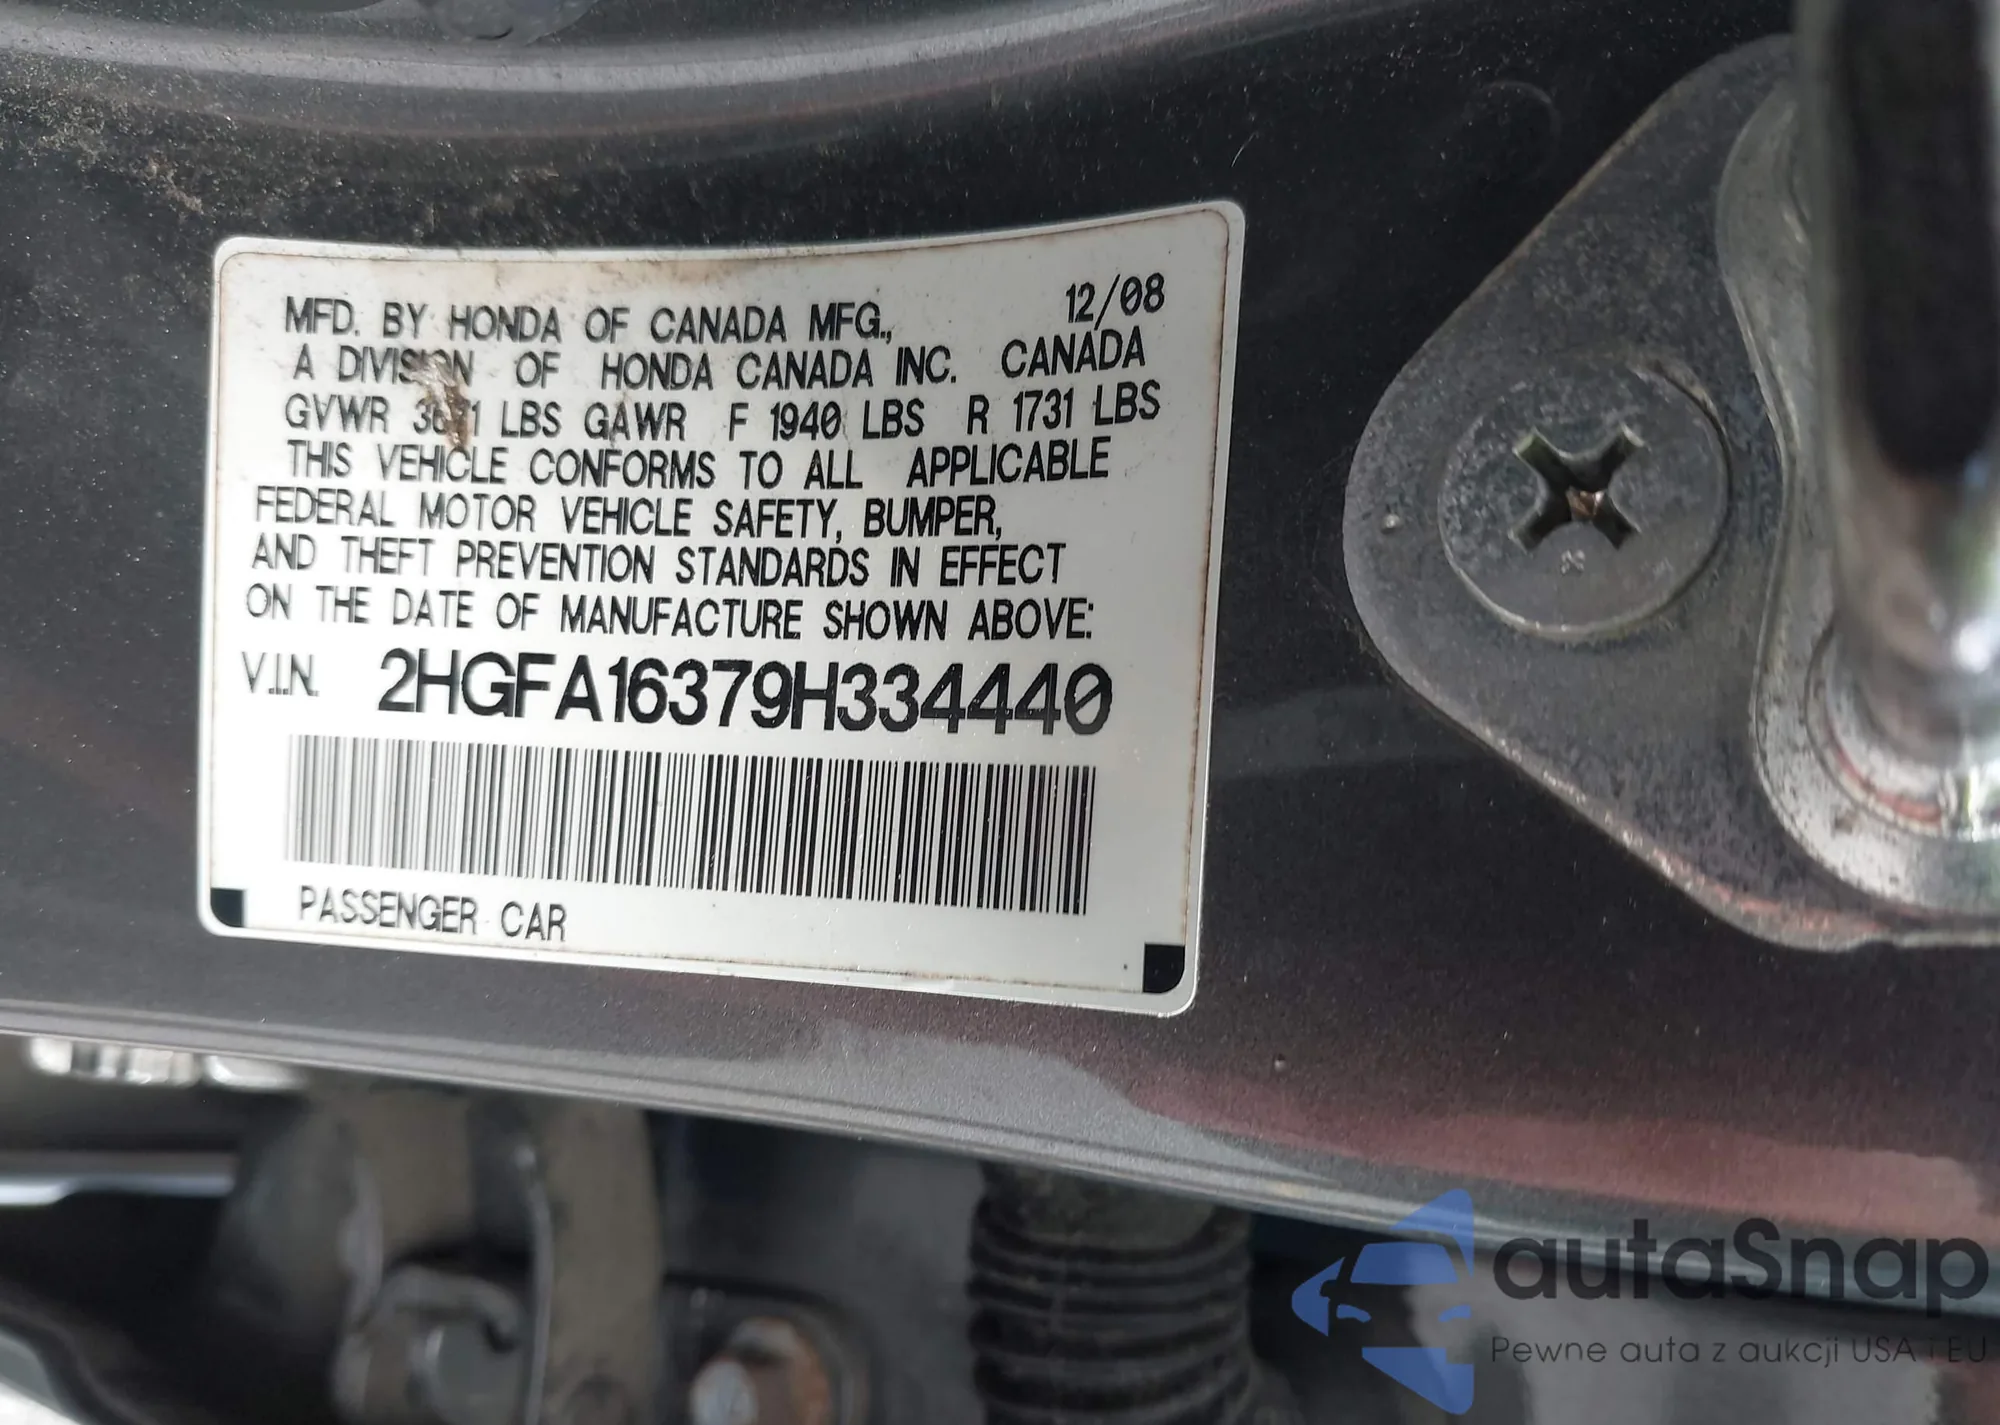 MFD. BY HONDA OF CANADA MFG., 12/08
A DIVISION OF HONDA CANADA INC. CANADA
GVWR LBS GAWR F 1940 LBS R 1731 LBS
THIS VEHICLE CONFORMS TO ALL APPLICABLE
FEDERAL MOTOR VEHICLE SAFETY, BUMPER,
AND THEFT PREVENTION STANDARDS IN EFFECT
ON THE DATE OF MANUFACTURE SHOWN ABOVE:
V.I.N. 2HGFA16379H334440
PASSENGER CAR
autaSnap
Pewne auta z aukcji USA i EU